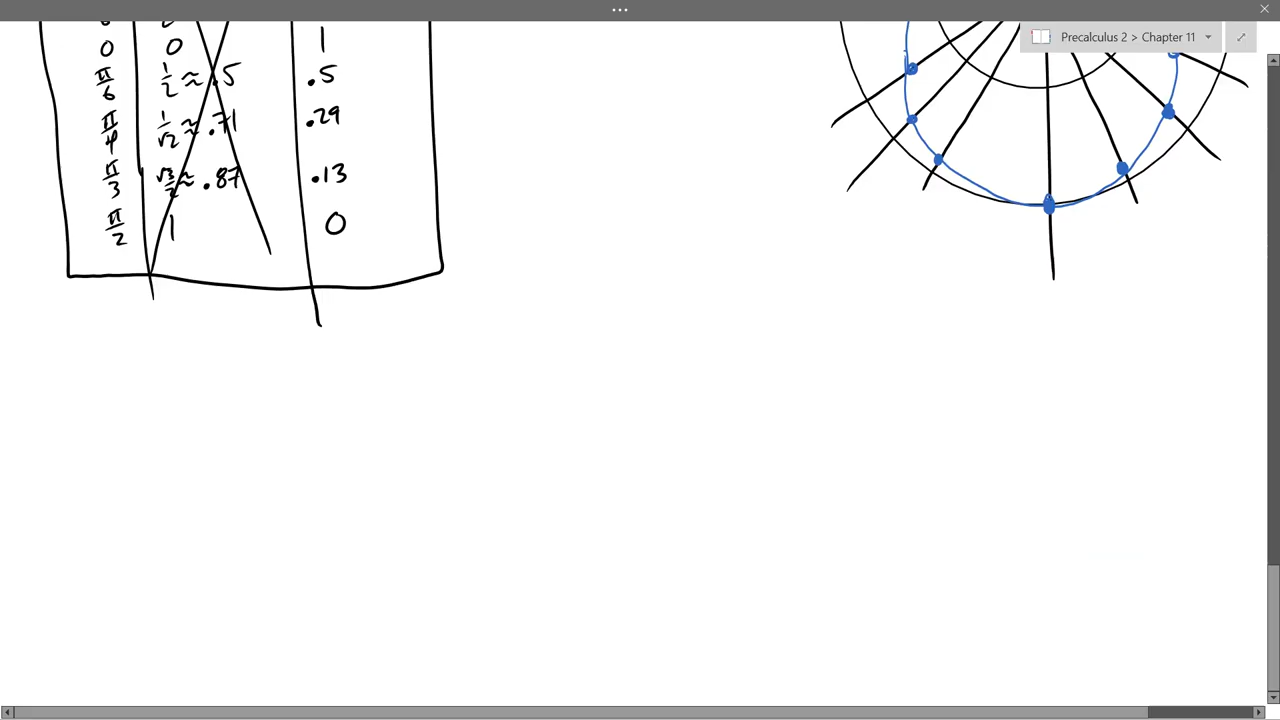 ...
Precalculus 2 > Chapter 11
0 0 1
π/6 1/2 ≈ .5 .5
π/4 1/√2 ≈ .71 .29
π/3 √3/2 ≈ .87 .13
π/2 1 0